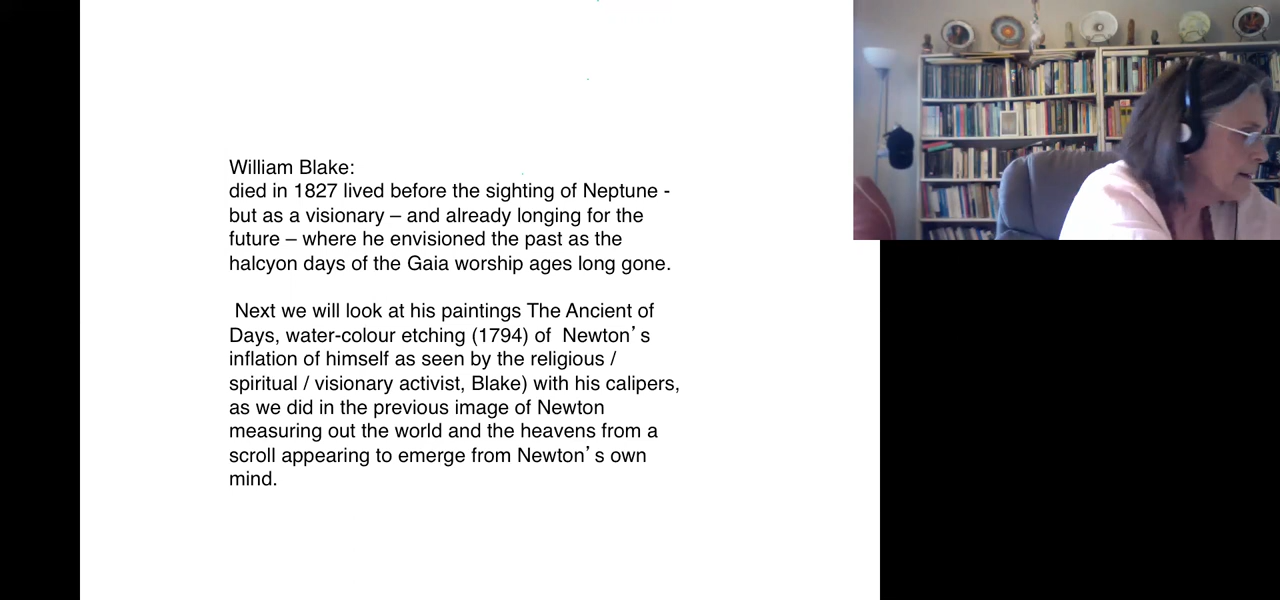 William Blake:
died in 1827 lived before the sighting of Neptune -
but as a visionary – and already longing for the
future – where he envisioned the past as the
halcyon days of the Gaia worship ages long gone.
Next we will look at his paintings The Ancient of
Days, water-colour etching (1794) of  Newton’s
inflation of himself as seen by the religious /
spiritual / visionary activist, Blake) with his calipers,
as we did in the previous image of Newton
measuring out the world and the heavens from a
scroll appearing to emerge from Newton’s own
mind.